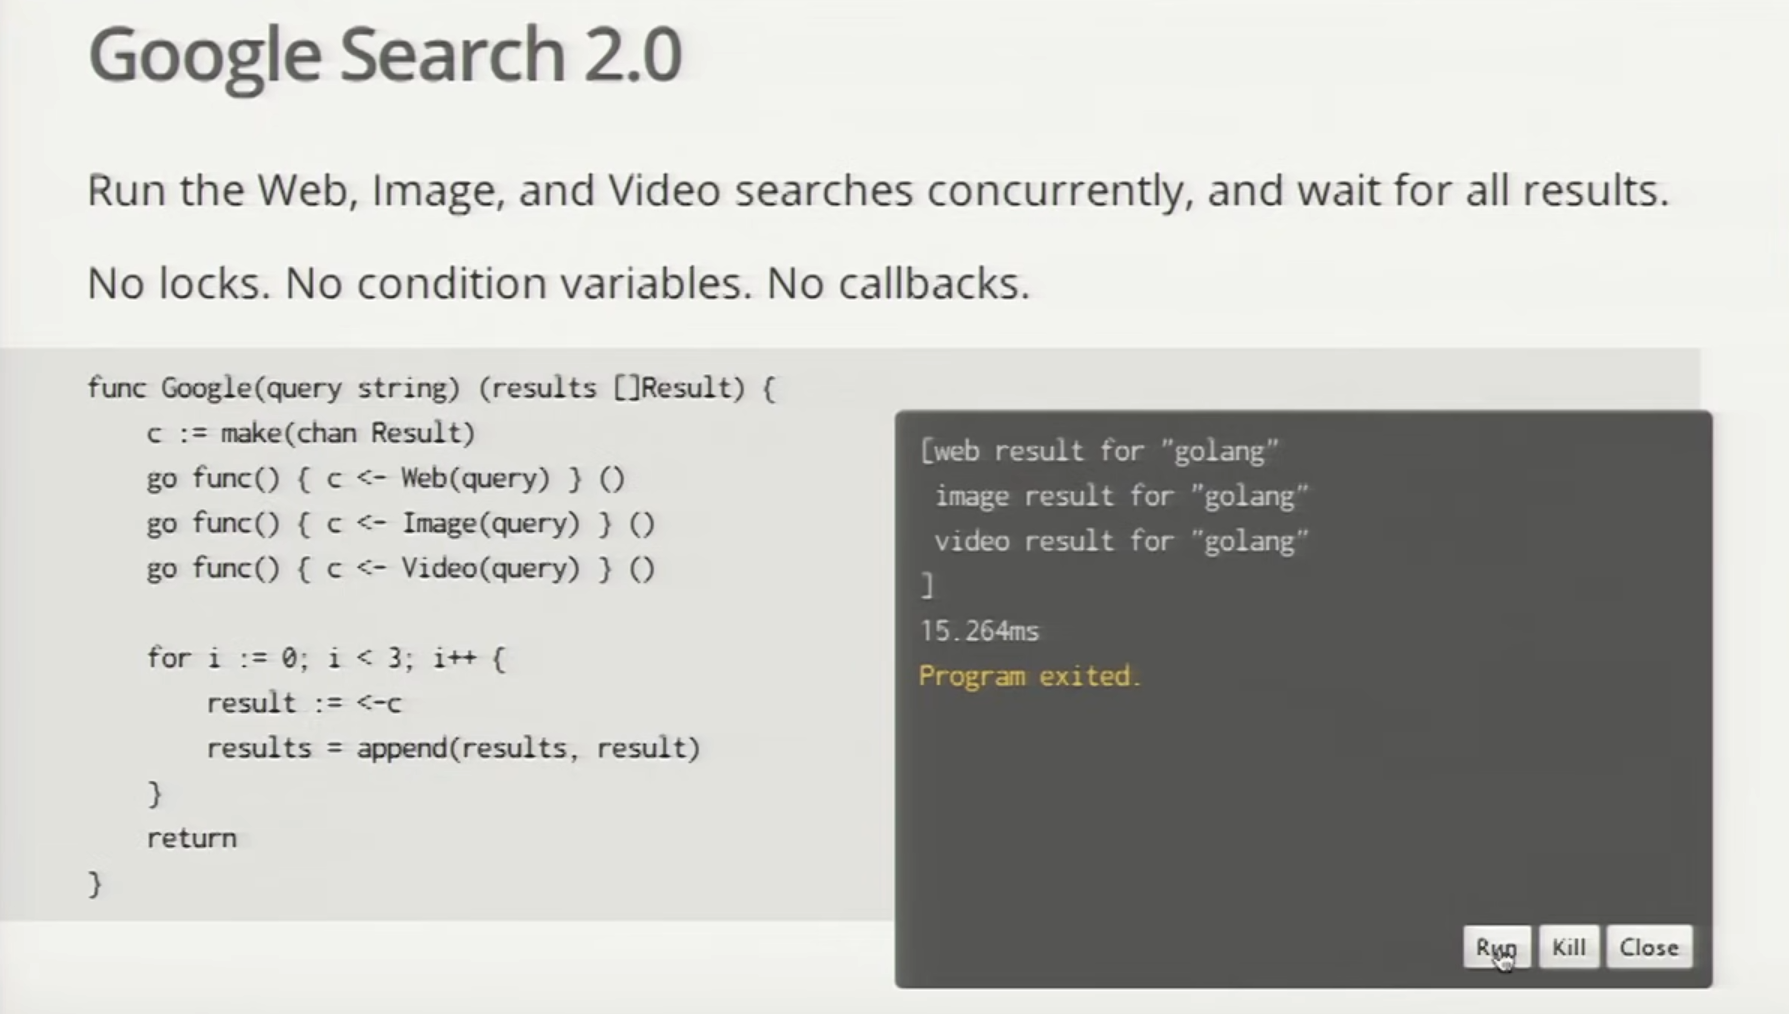 Google Search 2.0
Run the Web, Image, and Video searches concurrently, and wait for all results.
No locks. No condition variables. No callbacks.
func Google(query string) (results []Result) {
    c := make(chan Result)
    go func() { c <- Web(query) } ()
    go func() { c <- Image(query) } ()
    go func() { c <- Video(query) } ()
    for i := 0; i < 3; i++ {
        result := <-c
        results = append(results, result)
    }
    return
}
[web result for "golang"
 image result for "golang"
 video result for "golang"
]
15.264ms
Program exited.
Run Kill Close